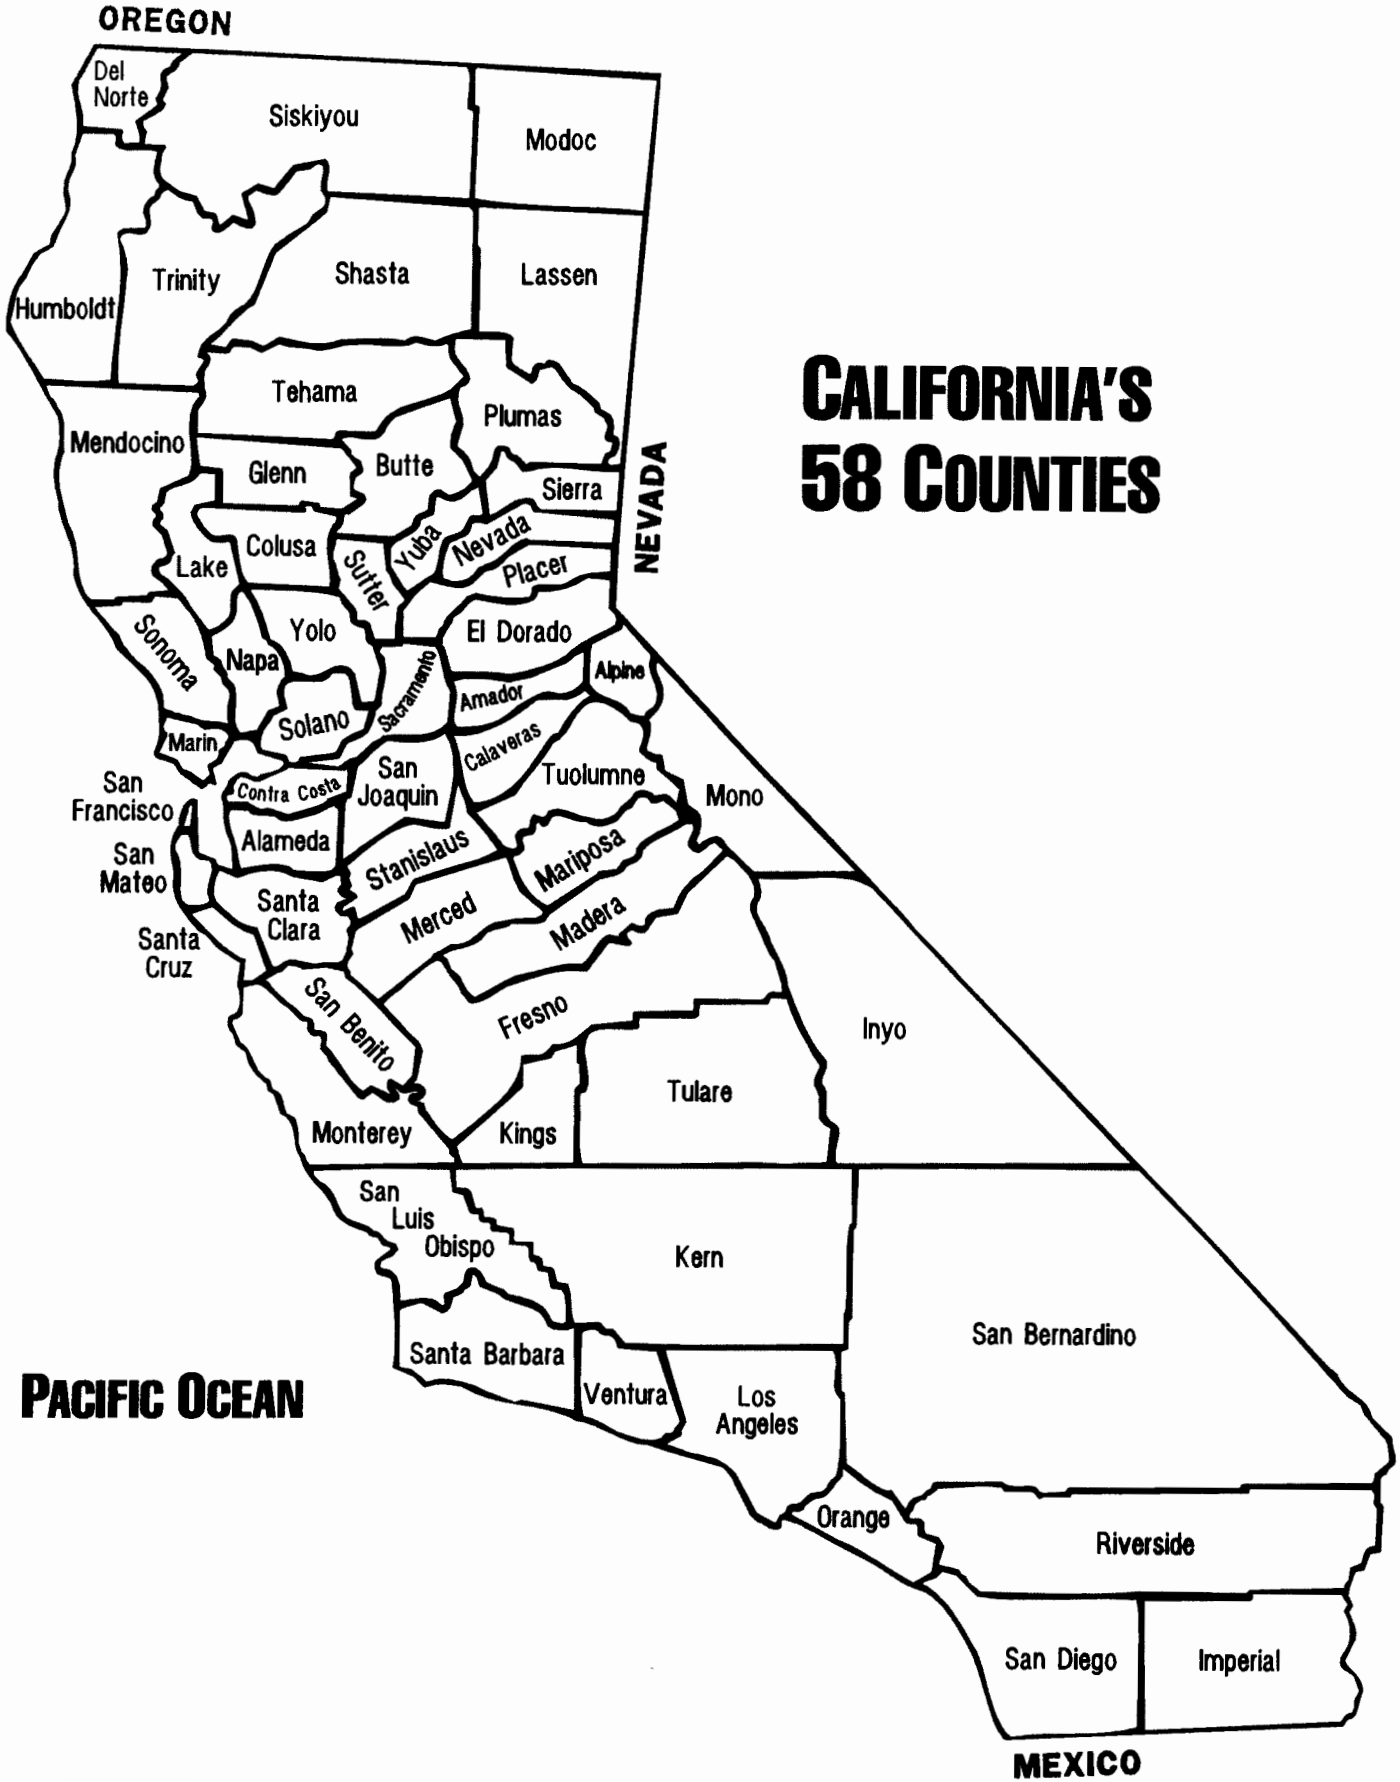 OREGON
Del
Norte
Siskiyou
Modoc
Humboldt
Trinity
Shasta
Lassen
Tehama
Plumas
CALIFORNIA'S
58 COUNTIES
Mendocino
Glenn
Butte
Sierra
NEVADA
Lake
Colusa
Sutter
Yuba
Nevada
Placer
Sonoma
Napa
Yolo
El Dorado
Sacramento
Amador
Alpine
Marin
Solano
Calaveras
Tuolumne
Mono
San
Francisco
Contra Costa
San
Joaquin
San
Mateo
Alameda
Stanislaus
Mariposa
Santa
Clara
Merced
Madera
Santa
Cruz
San Benito
Fresno
Inyo
Monterey
Kings
Tulare
San
Luis
Obispo
Kern
San Bernardino
Santa Barbara
Ventura
Los
Angeles
PACIFIC OCEAN
Orange
Riverside
San Diego
Imperial
MEXICO